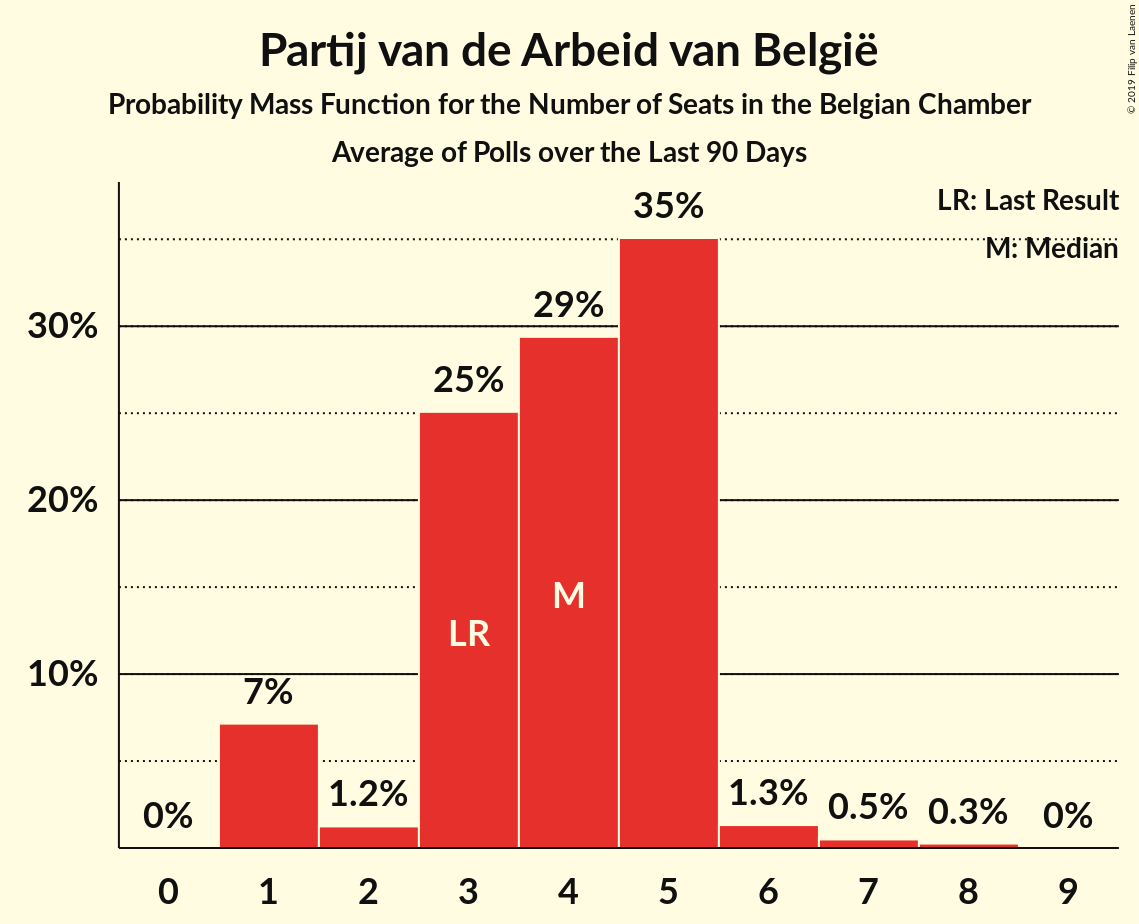 Partij van de Arbeid van België
Probability Mass Function for the Number of Seats in the Belgian Chamber
Average of Polls over the Last 90 Days
© 2019 Filip van Laenen
LR: Last Result
M: Median
35%
30%
29%
25%
20%
M
LR
10%
7%
1.2%
1.3%
0.5%
0.3%
0%
0%
0 1 2 3 4 5 6 7 8 9